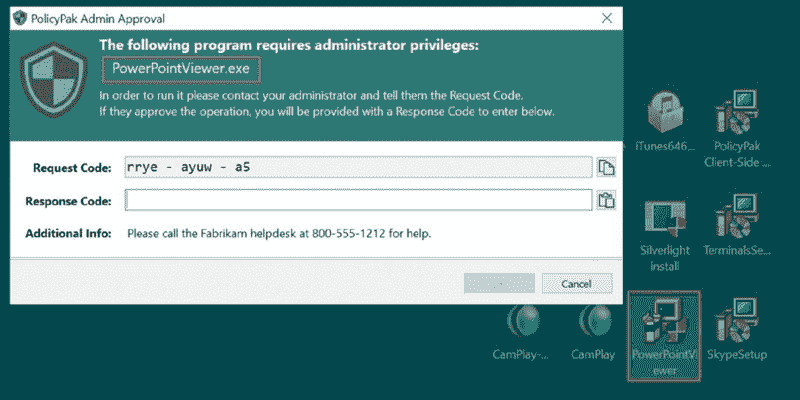 PolicyPak Admin Approval
The following program requires administrator privileges:
PowerPointViewer.exe
In order to run it please contact your administrator and tell them the Request Code.
If they approve the operation, you will be provided with a Response Code to enter below.
Request Code: rrye - ayuw - a5
Response Code:
Additional Info: Please call the Fabrikam helpdesk at 800-555-1212 for help.
Cancel
iTunes646...
PolicyPak
Client-Side ...
Silverlight
install
TerminalsSe...
CamPlay-...
CamPlay
PowerPointVi
ewer
SkypeSetup